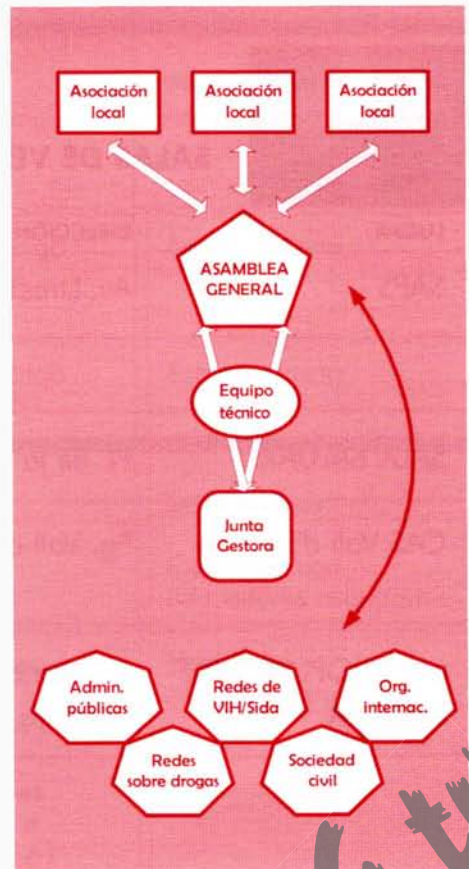 Asociación
local
Asociación
local
Asociación
local
ASAMBLEA
GENERAL
Equipo
técnico
Junta
Gestora
Admin.
públicas
Redes de
VIH/Sida
Org.
internac.
Redes
sobre drogas
Sociedad
civil